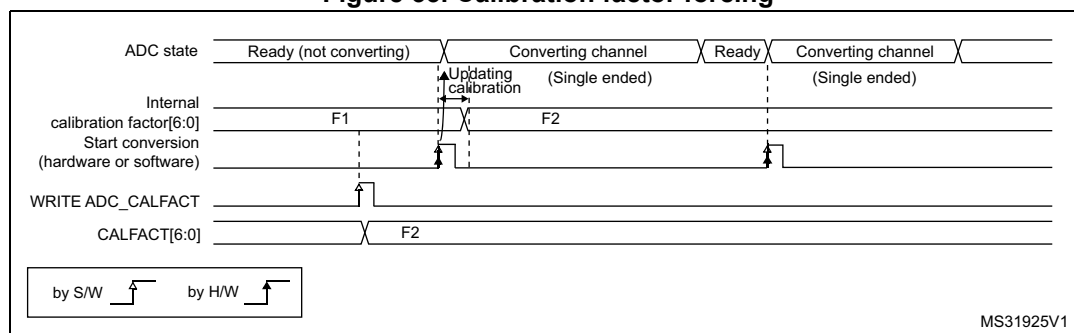 Figure 33. Calibration factor forcing
ADC state
Ready (not converting)
Converting channel
Ready
Converting channel
Updating
calibration
(Single ended)
(Single ended)
Internal
calibration factor[6:0]
F1
F2
Start conversion
(hardware or software)
WRITE ADC_CALFACT
CALFACT[6:0]
F2
by S/W
by H/W
MS31925V1